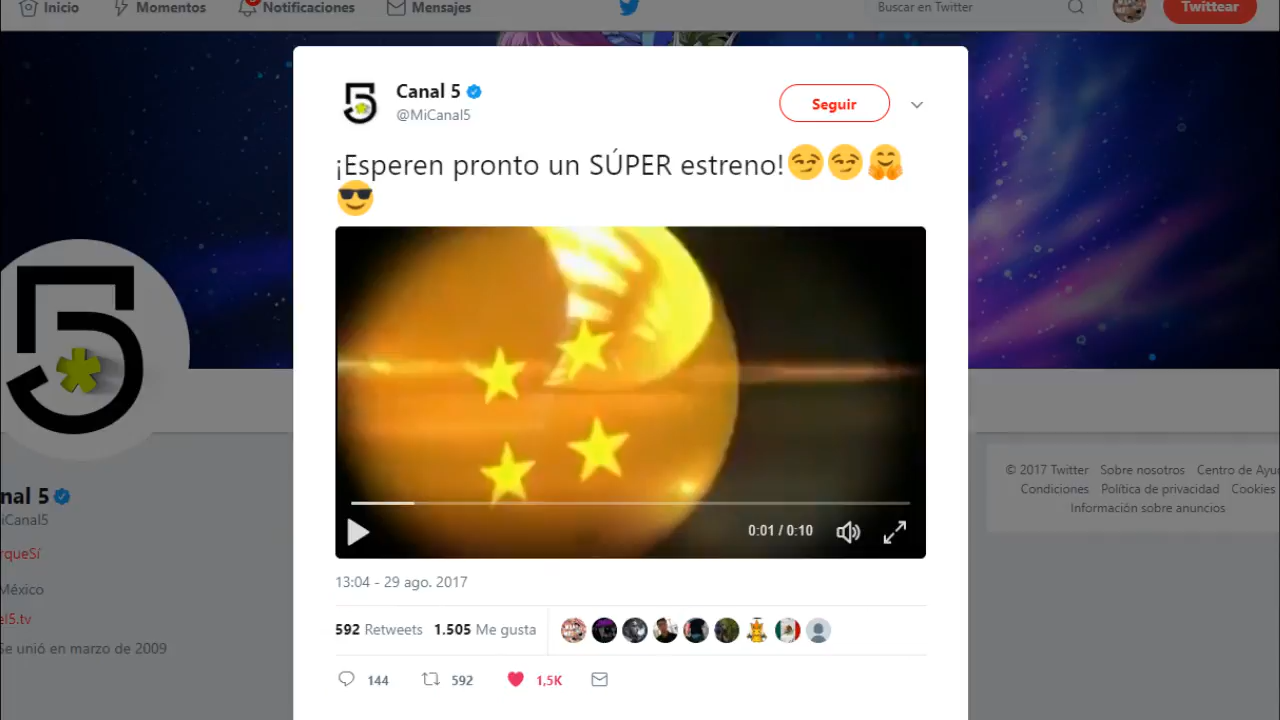 Inicio Momentos Notificaciones Mensajes Buscar en Twitter Twittear
Canal 5
@MiCanal5
Seguir
¡Esperen pronto un SÚPER estreno!😏😏🤗
😎
0:01 / 0:10
13:04 - 29 ago. 2017
592 Retweets 1.505 Me gusta
144 592 1,5K
5
nal 5
iCanal5
rqueSí
México
el5.tv
Se unió en marzo de 2009
© 2017 Twitter Sobre nosotros Centro de Ayu
Condiciones Política de privacidad Cookies
Información sobre anuncios